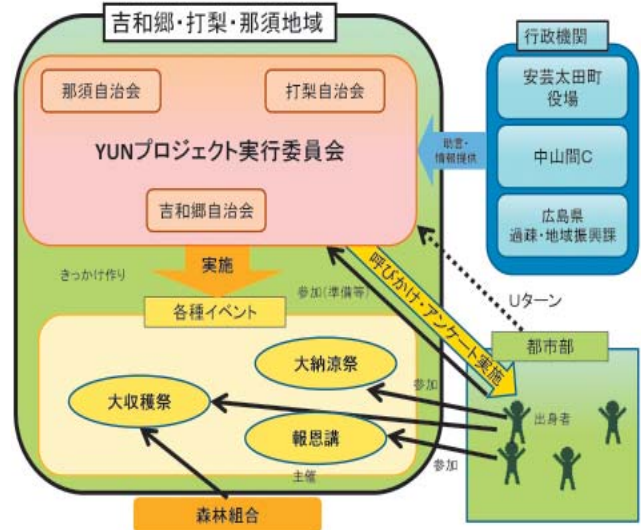 吉和郷・打梨・那須地域
行政機関
那須自治会
打梨自治会
YUNプロジェクト実行委員会
吉和郷自治会
安芸太田町
役場
中山間C
広島県
過疎・地域振興課
助言・
情報提供
実施
きっかけ作り
参加(準備等)
呼びかけ・アンケート実施
Uターン
各種イベント
都市部
大納涼祭
大収穫祭
報恩講
参加
出身者
参加
主催
森林組合